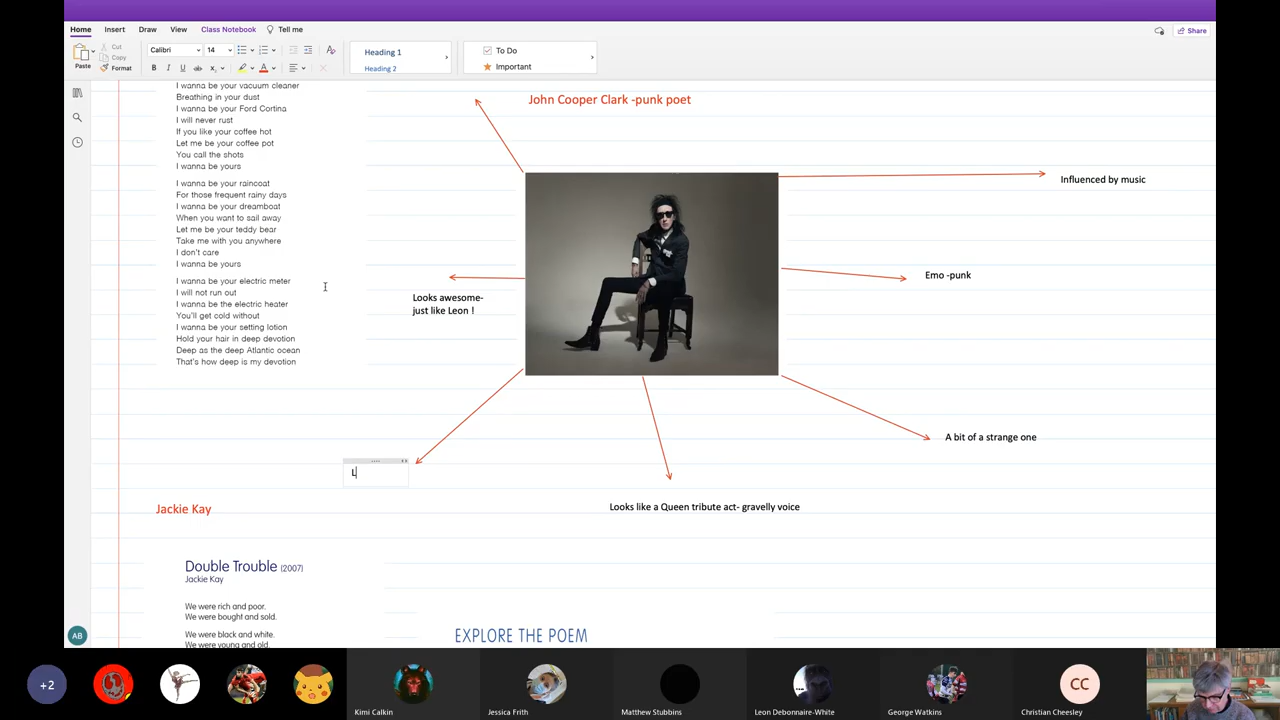 Home Insert Draw View Class Notebook Tell me
Share
Paste
Cut
Copy
Format
Calibri 14
B I U ab x A
Heading 1
Heading 2
To Do
Important
I wanna be your vacuum cleaner
Breathing in your dust
I wanna be your Ford Cortina
I will never rust
If you like your coffee hot
Let me be your coffee pot
You call the shots
I wanna be yours
I wanna be your raincoat
For those frequent rainy days
I wanna be your dreamboat
When you want to sail away
Let me be your teddy bear
Take me with you anywhere
I don't care
I wanna be yours
I wanna be your electric meter
I will not run out
I wanna be the electric heater
You'll get cold without
I wanna be your setting lotion
Hold your hair in deep devotion
Deep as the deep Atlantic ocean
That's how deep is my devotion
John Cooper Clark -punk poet
Influenced by music
Emo -punk
Looks awesome-
just like Leon !
A bit of a strange one
L
Looks like a Queen tribute act- gravelly voice
Jackie Kay
Double Trouble (2007)
Jackie Kay
We were rich and poor.
We were bought and sold.
We were black and white.
We were young and old.
EXPLORE THE POEM
AB
+2
Kimi Calkin
Jessica Frith
Matthew Stubbins
Leon Debonnaire-White
George Watkins
CC
Christian Cheesley